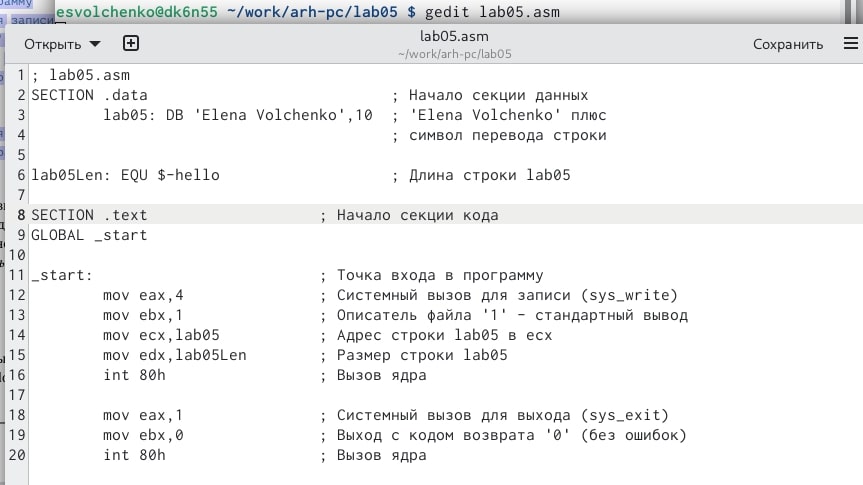 рамму
esvolchenko@dk6n55 ~/work/arh-pc/lab05 $ gedit lab05.asm
записи
Открыть
lab05.asm
~/work/arh-pc/lab05
Сохранить
1 ; lab05.asm
2 SECTION .data ; Начало секции данных
3 lab05: DB 'Elena Volchenko',10 ; 'Elena Volchenko' плюс
4 ; символ перевода строки
5
6 lab05Len: EQU $-hello ; Длина строки lab05
7
8 SECTION .text ; Начало секции кода
9 GLOBAL _start
10
11 _start: ; Точка входа в программу
12 mov eax,4 ; Системный вызов для записи (sys_write)
13 mov ebx,1 ; Описатель файла '1' - стандартный вывод
14 mov ecx,lab05 ; Адрес строки lab05 в ecx
15 mov edx,lab05Len ; Размер строки lab05
16 int 80h ; Вызов ядра
17
18 mov eax,1 ; Системный вызов для выхода (sys_exit)
19 mov ebx,0 ; Выход с кодом возврата '0' (без ошибок)
20 int 80h ; Вызов ядра